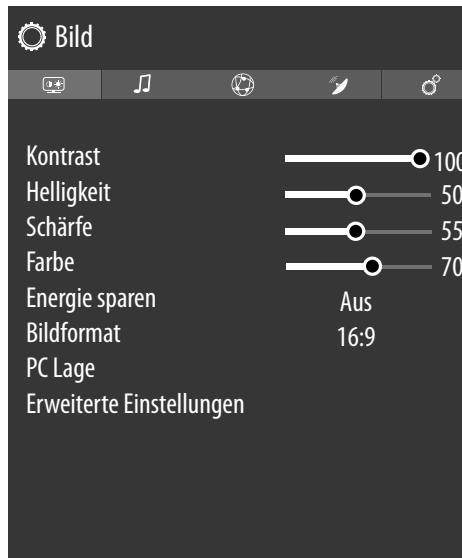 Bild
Kontrast 100
Helligkeit 50
Schärfe 55
Farbe 70
Energie sparen Aus
Bildformat 16:9
PC Lage
Erweiterte Einstellungen